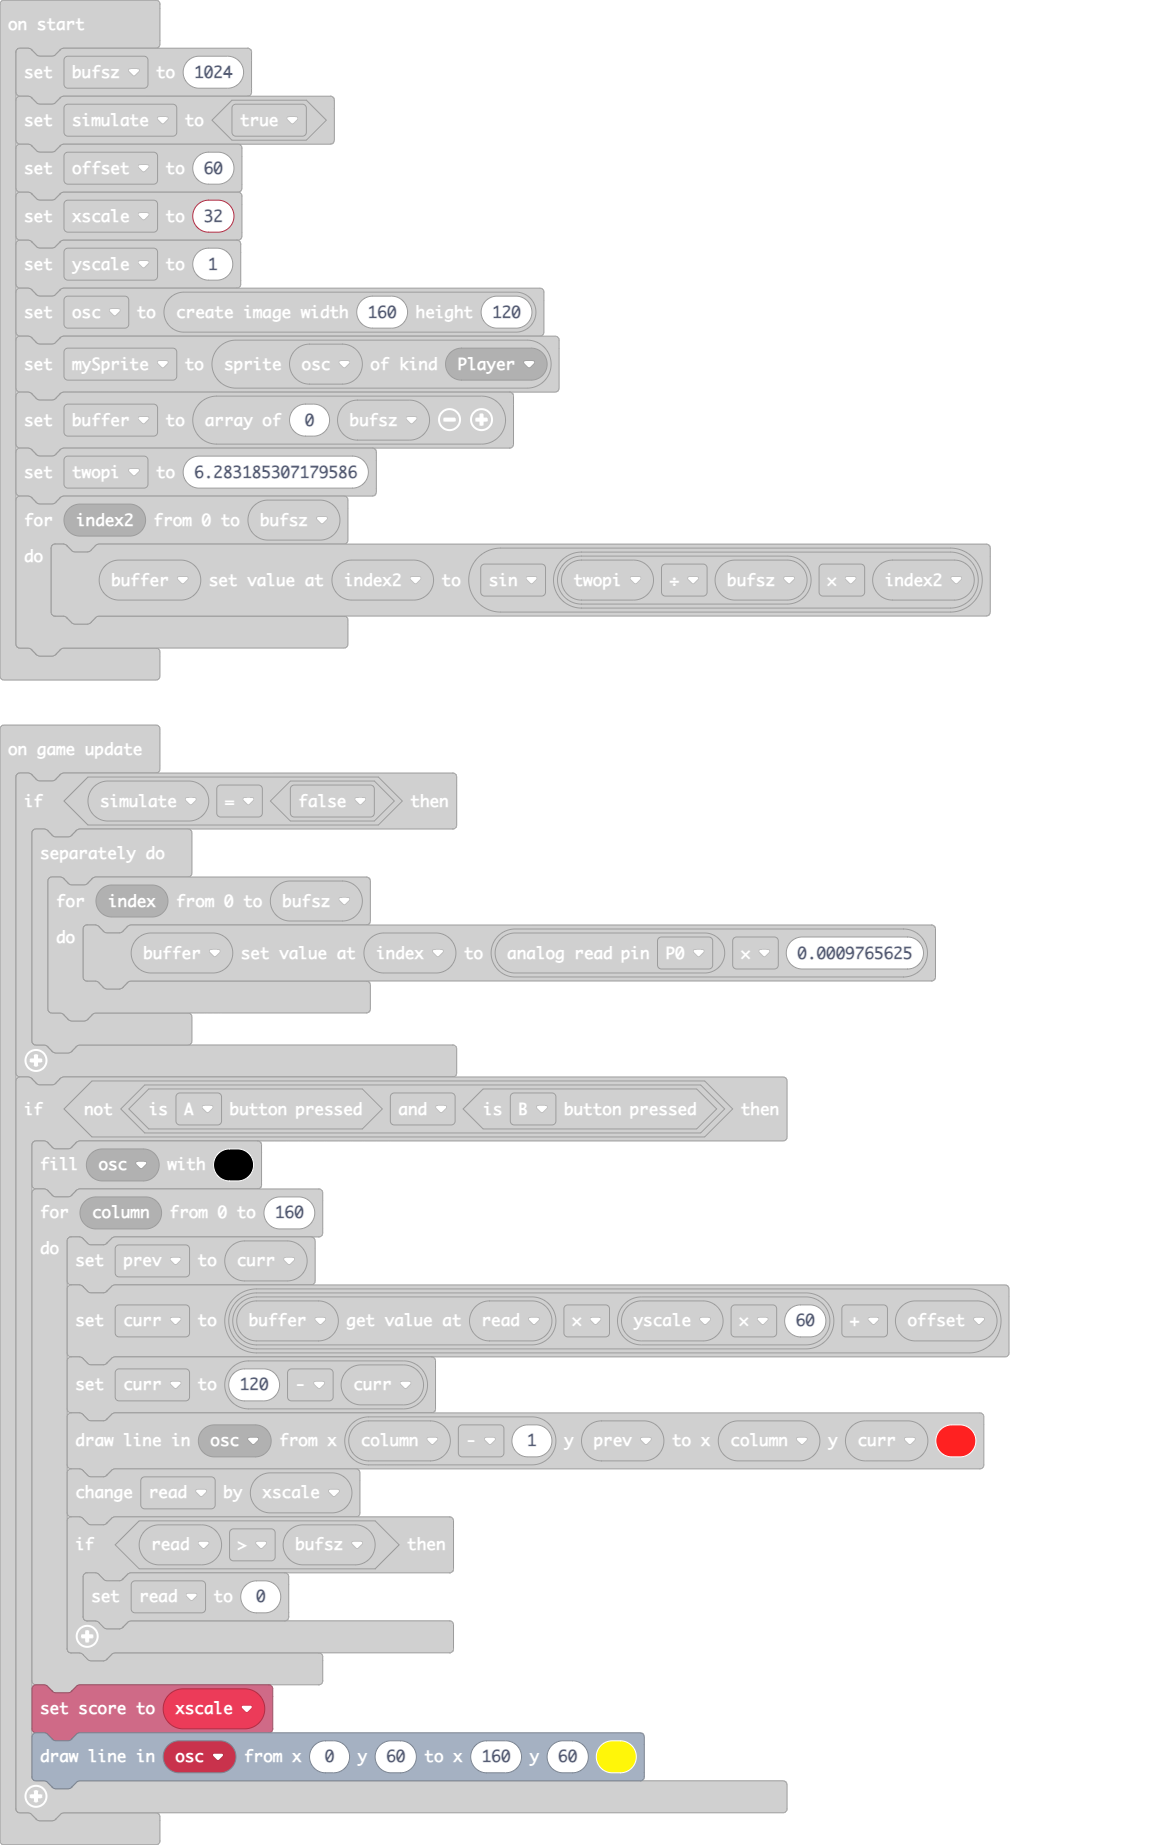 on start
set bufsz to 1024
set simulate to true
set offset to 60
set xscale to 32
set yscale to 1
set osc to create image width 160 height 120
set mySprite to sprite osc of kind Player
set buffer to array of 0 bufsz
set twopi to 6.283185307179586
for index2 from 0 to bufsz
do
buffer set value at index2 to sin twopi ÷ bufsz × index2
on game update
if simulate = false then
separately do
for index from 0 to bufsz
do
buffer set value at index to analog read pin P0 × 0.0009765625
if not is A button pressed and is B button pressed then
fill osc with
for column from 0 to 160
do
set prev to curr
set curr to buffer get value at read × yscale × 60 + offset
set curr to 120 - curr
draw line in osc from x column - 1 y prev to x column y curr
change read by xscale
if read > bufsz then
set read to 0
set score to xscale
draw line in osc from x 0 y 60 to x 160 y 60